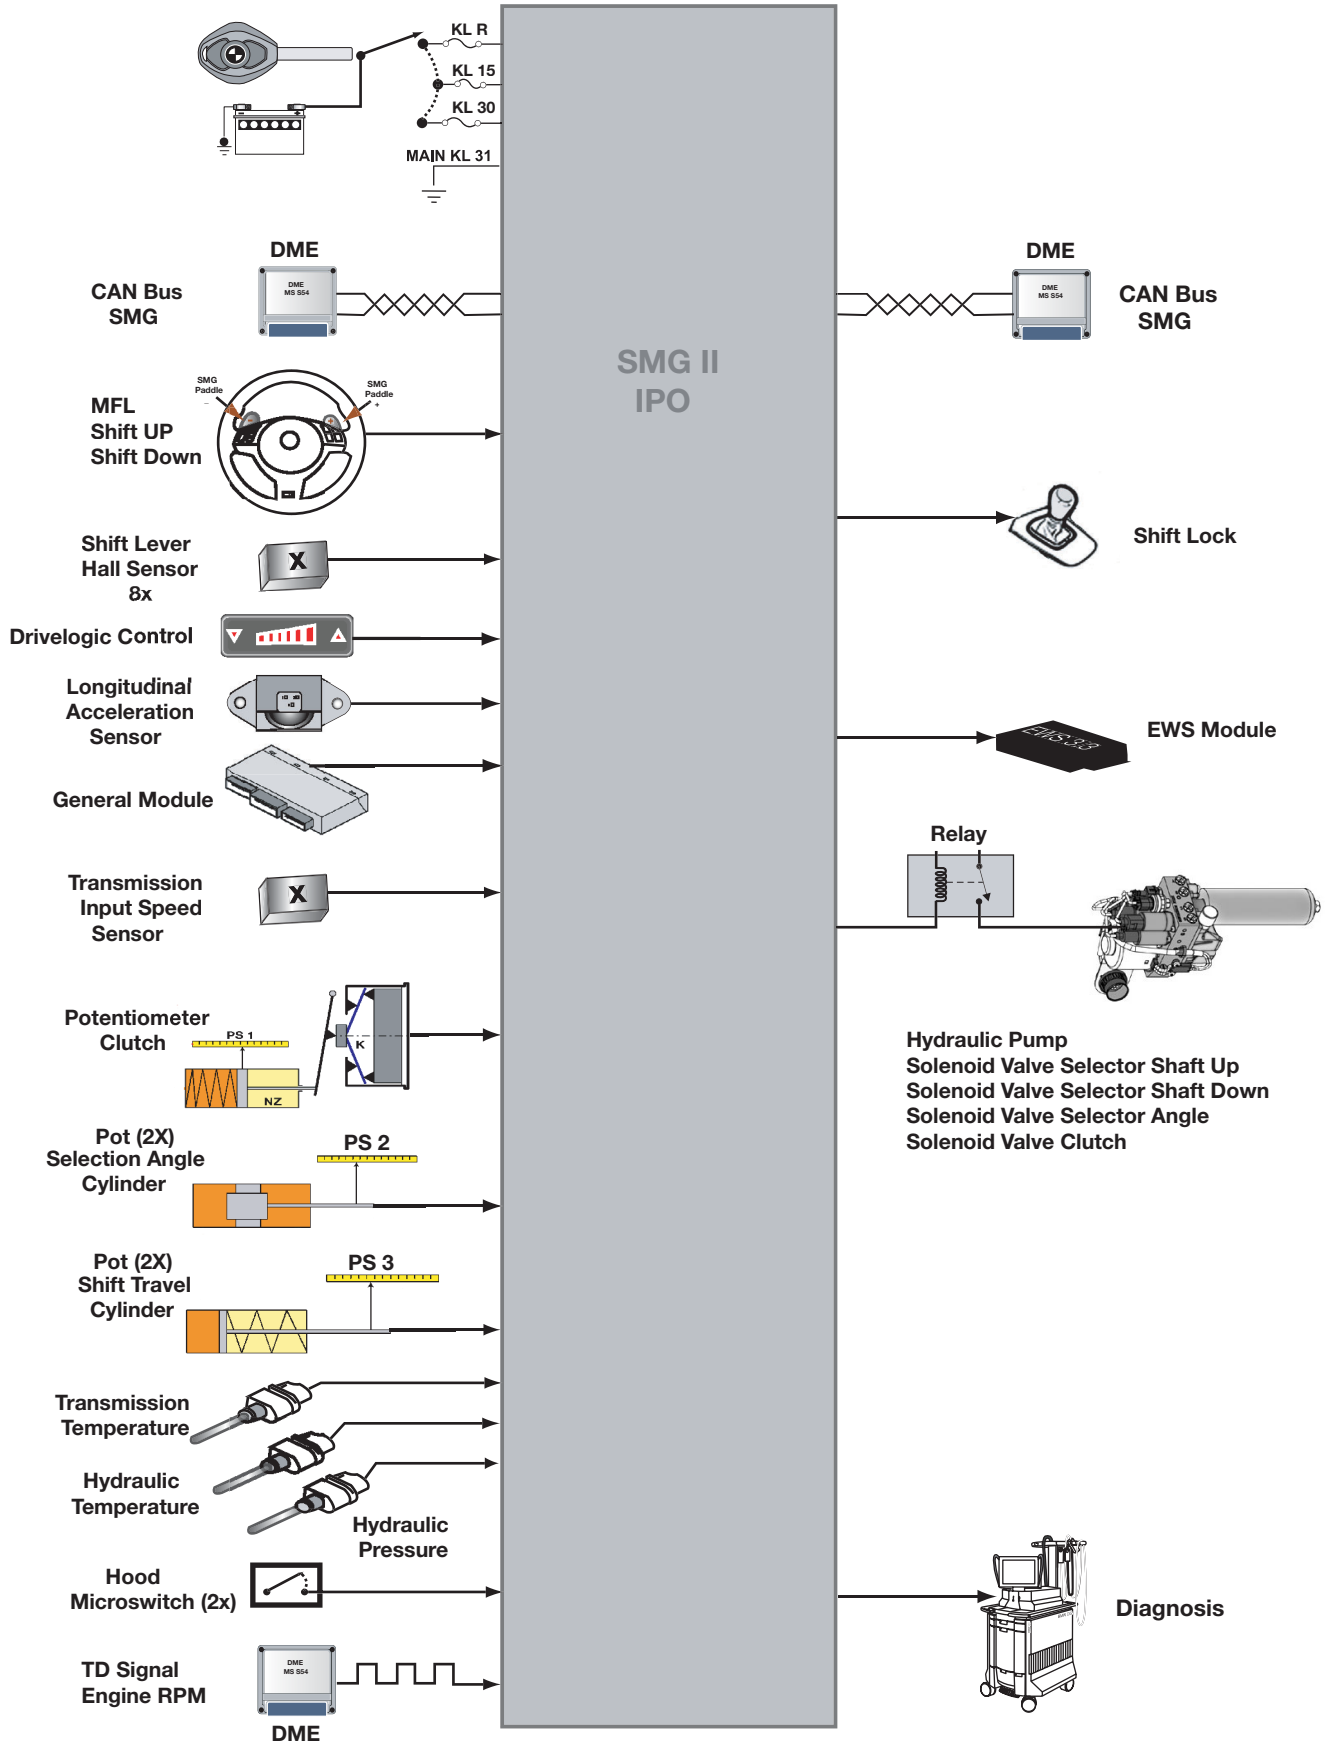 KL R
KL 15
KL 30
MAIN KL 31
SMG II
IPO
DME
DME
MS S54
CAN Bus
SMG
DME
DME
MS S54
CAN Bus
SMG
SMG
Paddle
–
SMG
Paddle
+
MFL
Shift UP
Shift Down
Shift Lock
Shift Lever
Hall Sensor
8x
X
Drivelogic Control
Longitudinal
Acceleration
Sensor
EWS Module
EWS 3.3
General Module
Relay
Transmission
Input Speed
Sensor
X
Potentiometer
Clutch
PS 1
NZ
K
Hydraulic Pump
Solenoid Valve Selector Shaft Up
Solenoid Valve Selector Shaft Down
Solenoid Valve Selector Angle
Solenoid Valve Clutch
Pot (2X)
Selection Angle
Cylinder
PS 2
Pot (2X)
Shift Travel
Cylinder
PS 3
Transmission
Temperature
Hydraulic
Temperature
Hydraulic
Pressure
Hood
Microswitch (2x)
Diagnosis
TD Signal
Engine RPM
DME
MS S54
DME